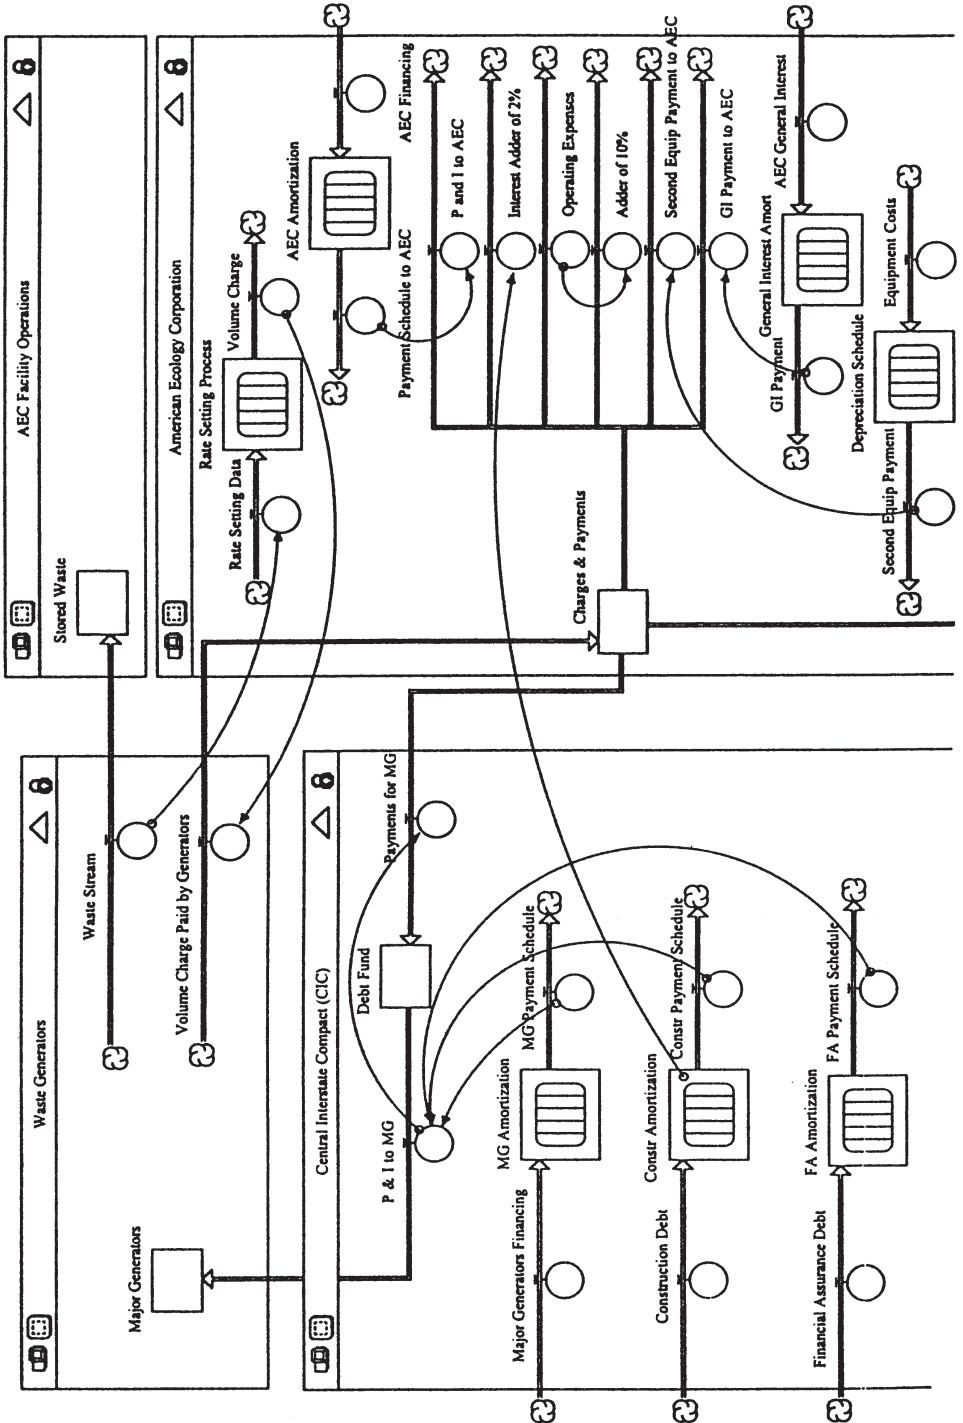 Waste Generators
Major Generators
Waste Stream
Volume Charge Paid by Generators
AEC Facility Operations
Stored Waste
American Ecology Corporation
Rate Setting Process
Rate Setting Data
Volume Charge
AEC Amortization
AEC Financing
Payment Schedule to AEC
P and I to AEC
Interest Adder of 2%
Operating Expenses
Adder of 10%
Second Equip Payment to AEC
GI Payment to AEC
Charges & Payments
AEC General Interest
General Interest Amort
GI Payment
Equipment Costs
Depreciation Schedule
Second Equip Payment
Central Interstate Compact (CIC)
Payments for MG
Debt Fund
P & I to MG
Major Generators Financing
MG Amortization
MG Payment Schedule
Construction Debt
Constr Amortization
Constr Payment Schedule
Financial Assurance Debt
FA Amortization
FA Payment Schedule